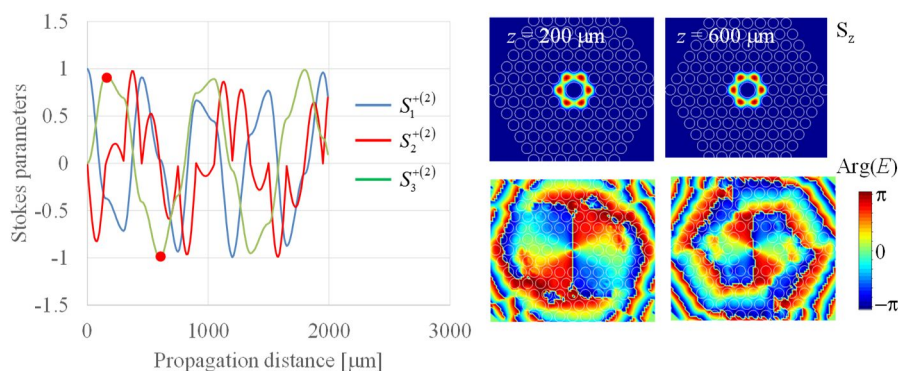 Stokes parameters
1.5
1
0.5
0
-0.5
-1
-1.5
0 1000 2000 3000
Propagation distance [μm]
S₁⁺⁽²⁾
S₂⁺⁽²⁾
S₃⁺⁽²⁾
z = 200 μm z = 600 μm S_z
Arg(E)
π
0
−π